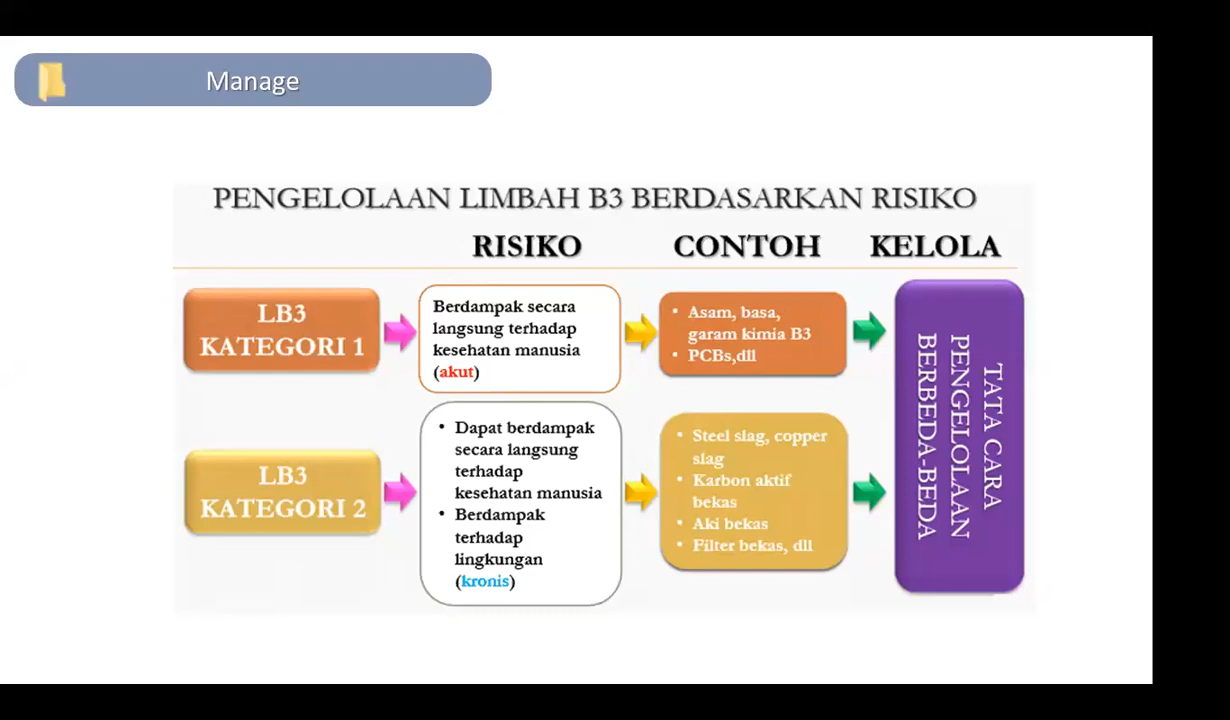 Manage
PENGELOLAAN LIMBAH B3 BERDASARKAN RISIKO
RISIKO
CONTOH
KELOLA
LB3
KATEGORI 1
Berdampak secara
langsung terhadap
kesehatan manusia
(akut)
• Asam, basa,
garam kimia B3
• PCBs,dll
LB3
KATEGORI 2
• Dapat berdampak
secara langsung
terhadap
kesehatan manusia
• Berdampak
terhadap
lingkungan
(kronis)
• Steel slag, copper
slag
• Karbon aktif
bekas
• Aki bekas
• Filter bekas, dll
TATA CARA
PENGELOLAAN
BERBEDA-BEDA